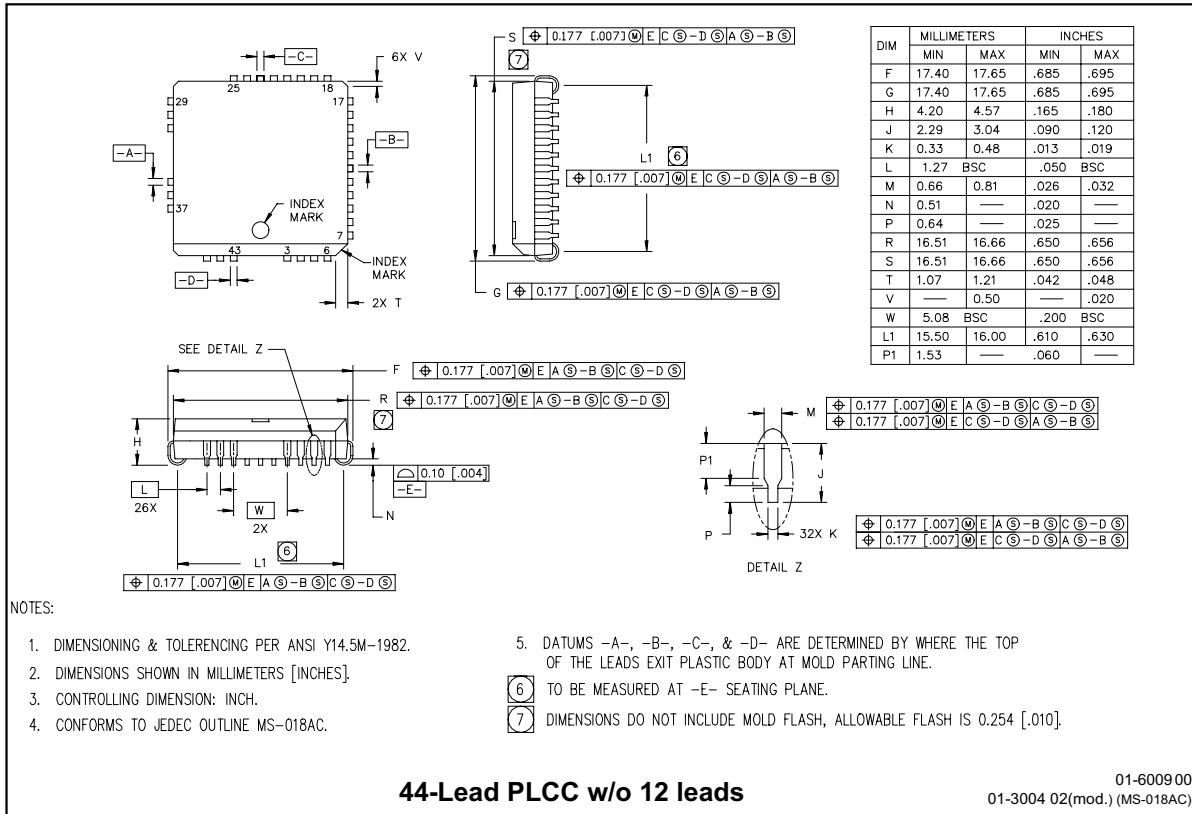 S ⌖ 0.177 [.007]Ⓜ E C Ⓢ-D Ⓢ A Ⓢ-B Ⓢ
7
-C-
6X V
25
18
29
17
-B-
-A-
L1 6
⌖ 0.177 [.007]Ⓜ E C Ⓢ-D Ⓢ A Ⓢ-B Ⓢ
37
INDEX
MARK
7
43
3
6
INDEX
MARK
-D-
2X T
G ⌖ 0.177 [.007]Ⓜ E C Ⓢ-D Ⓢ A Ⓢ-B Ⓢ
DIM MILLIMETERS INCHES
MIN MAX MIN MAX
F 17.40 17.65 .685 .695
G 17.40 17.65 .685 .695
H 4.20 4.57 .165 .180
J 2.29 3.04 .090 .120
K 0.33 0.48 .013 .019
L 1.27 BSC .050 BSC
M 0.66 0.81 .026 .032
N 0.51 — .020 —
P 0.64 — .025 —
R 16.51 16.66 .650 .656
S 16.51 16.66 .650 .656
T 1.07 1.21 .042 .048
V — 0.50 — .020
W 5.08 BSC .200 BSC
L1 15.50 16.00 .610 .630
P1 1.53 — .060 —
SEE DETAIL Z
F ⌖ 0.177 [.007]Ⓜ E A Ⓢ-B Ⓢ C Ⓢ-D Ⓢ
R ⌖ 0.177 [.007]Ⓜ E A Ⓢ-B Ⓢ C Ⓢ-D Ⓢ
7
H
⌓ 0.10 [.004]
-E-
L
26X
W
2X
N
L1 6
⌖ 0.177 [.007]Ⓜ E A Ⓢ-B Ⓢ C Ⓢ-D Ⓢ
M ⌖ 0.177 [.007]Ⓜ E A Ⓢ-B Ⓢ C Ⓢ-D Ⓢ
⌖ 0.177 [.007]Ⓜ E C Ⓢ-D Ⓢ A Ⓢ-B Ⓢ
P1
J
P
32X K
⌖ 0.177 [.007]Ⓜ E A Ⓢ-B Ⓢ C Ⓢ-D Ⓢ
⌖ 0.177 [.007]Ⓜ E C Ⓢ-D Ⓢ A Ⓢ-B Ⓢ
DETAIL Z
NOTES:
1. DIMENSIONING & TOLERENCING PER ANSI Y14.5M-1982.
2. DIMENSIONS SHOWN IN MILLIMETERS [INCHES].
3. CONTROLLING DIMENSION: INCH.
4. CONFORMS TO JEDEC OUTLINE MS-018AC.
5. DATUMS -A-, -B-, -C-, & -D- ARE DETERMINED BY WHERE THE TOP
OF THE LEADS EXIT PLASTIC BODY AT MOLD PARTING LINE.
6 TO BE MEASURED AT -E- SEATING PLANE.
7 DIMENSIONS DO NOT INCLUDE MOLD FLASH, ALLOWABLE FLASH IS 0.254 [.010].
44-Lead PLCC w/o 12 leads
01-6009 00
01-3004 02(mod.) (MS-018AC)